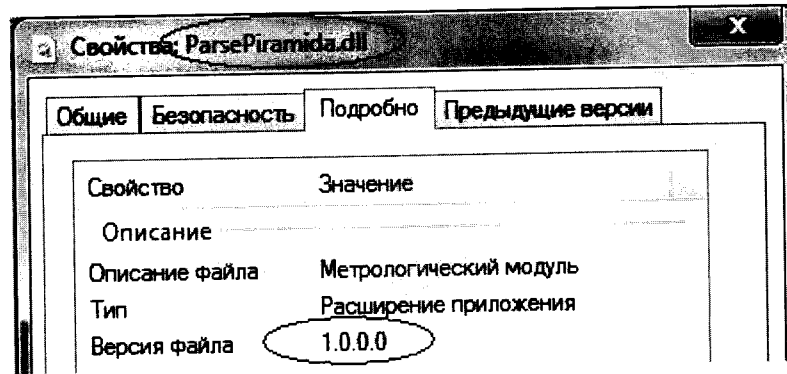 Свойства: ParsePiramida.dll
x
Общие Безопасность Подробно Предыдущие версии
Свойство Значение
Описание
Описание файла Метрологический модуль
Тип Расширение приложения
Версия файла 1.0.0.0